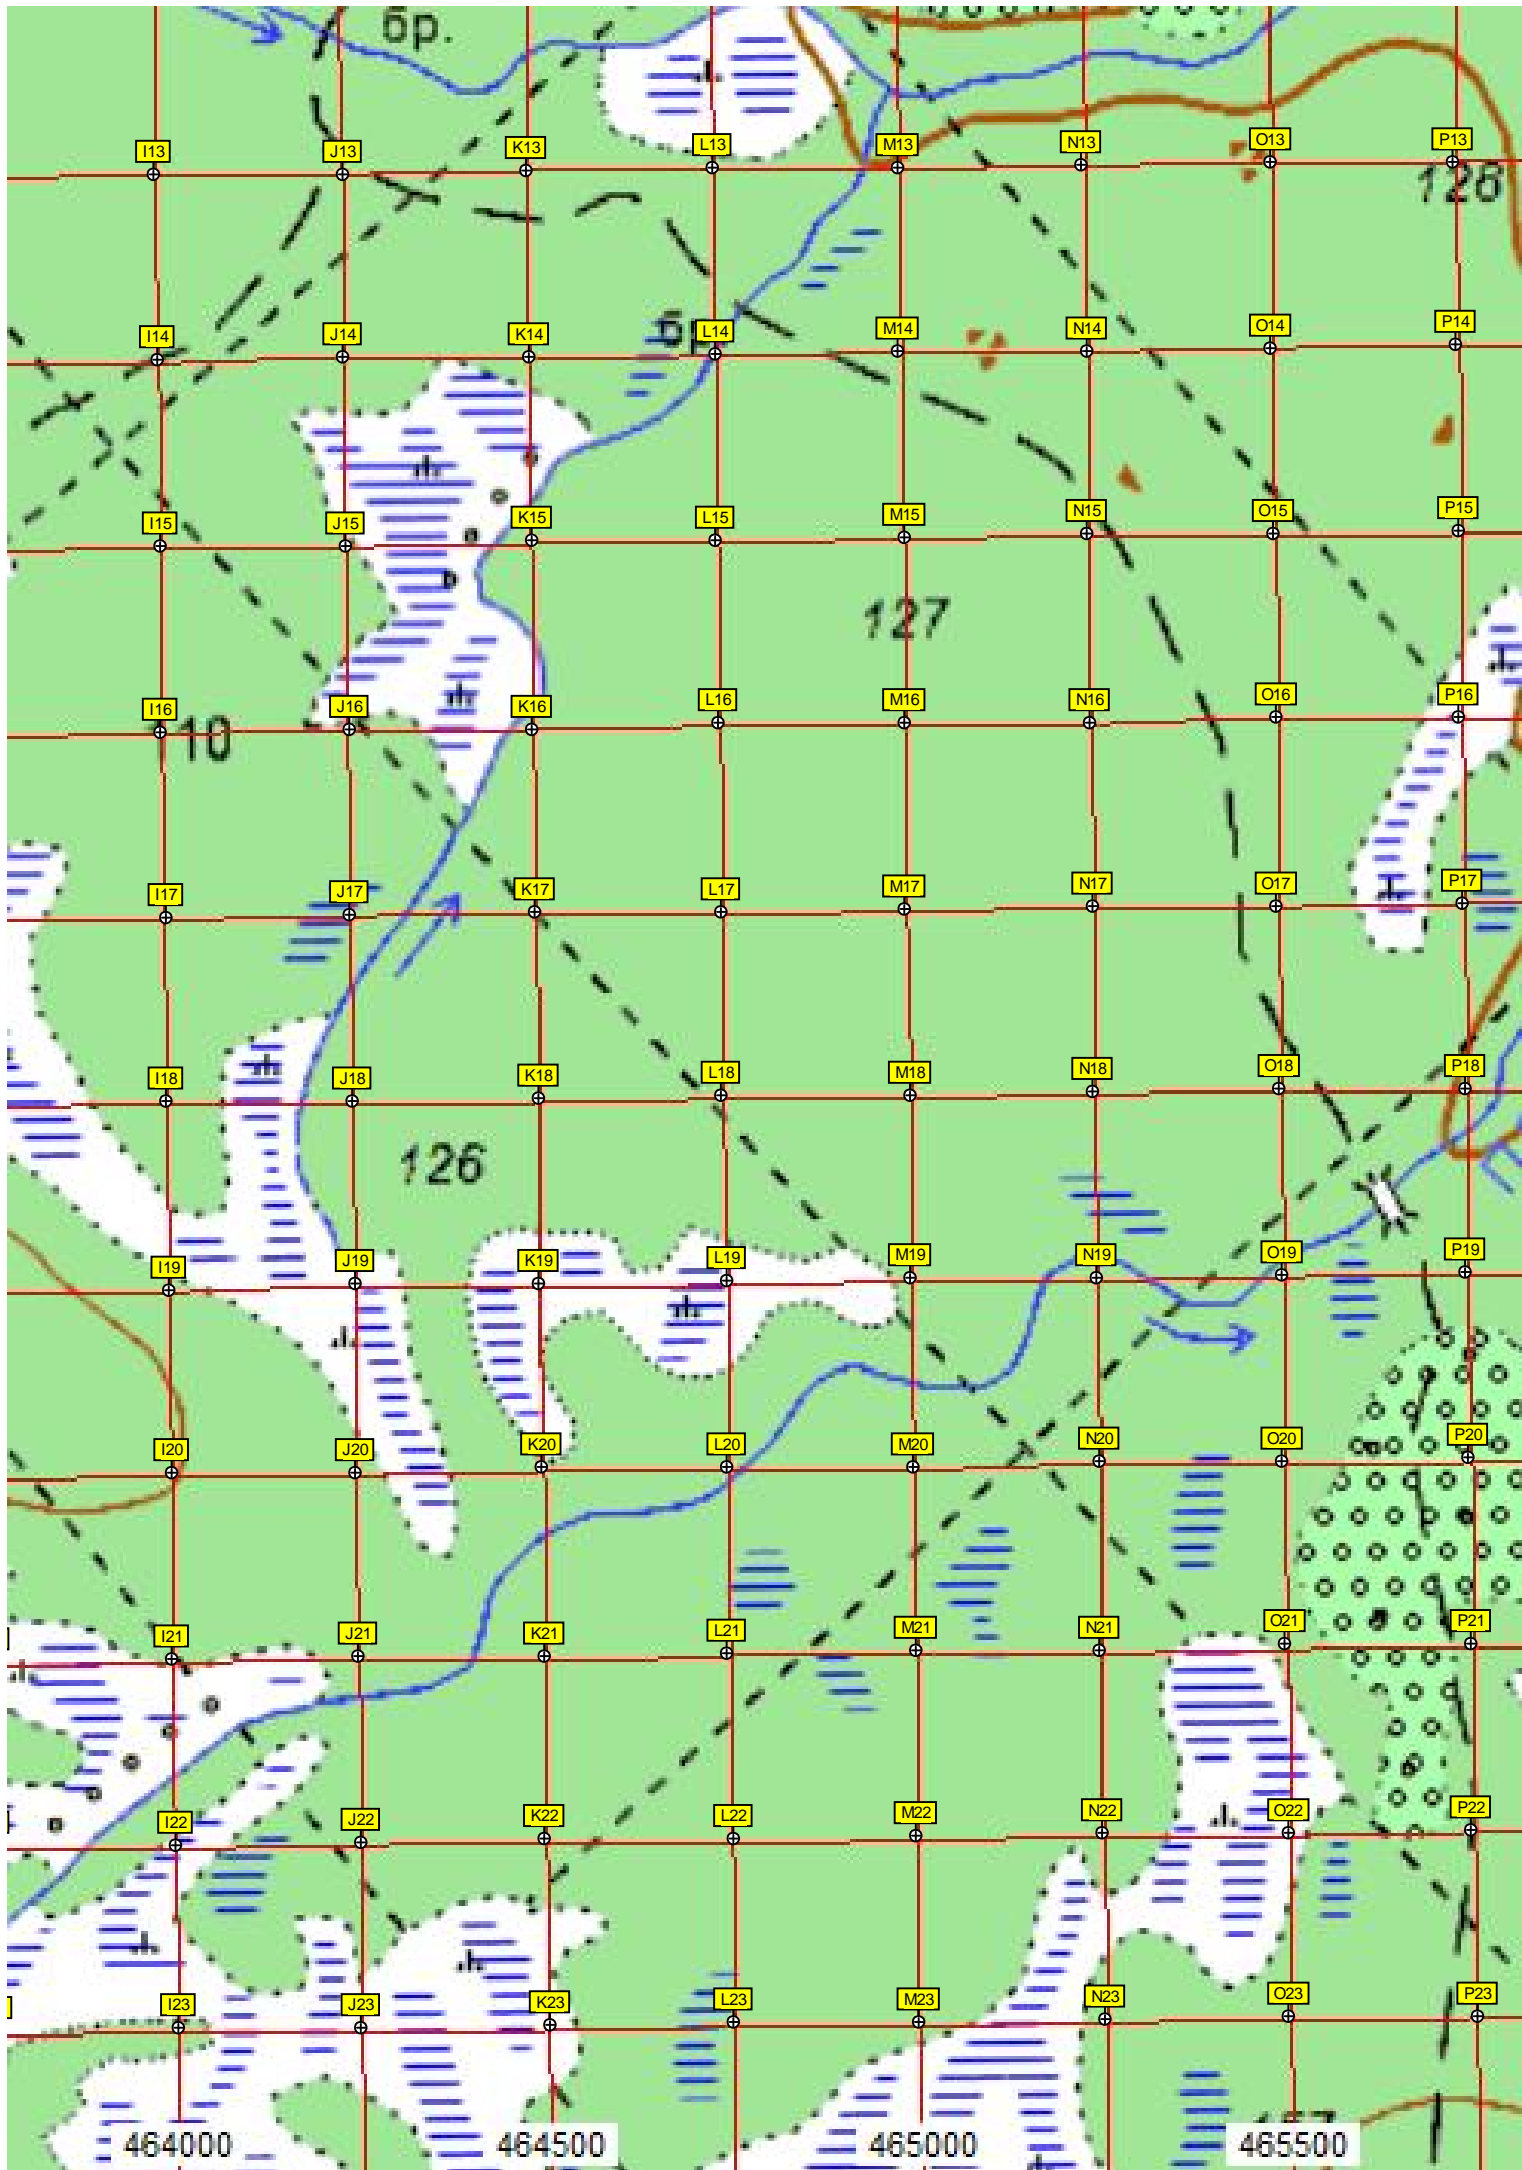 бр.
I13 J13 K13 L13 M13 N13 O13 P13
128
I14 J14 K14 L14 M14 N14 O14 P14
I15 J15 K15 L15 M15 N15 O15 P15
127
I16 J16 K16 L16 M16 N16 O16 P16
110
I17 J17 K17 L17 M17 N17 O17 P17
I18 J18 K18 L18 M18 N18 O18 P18
126
I19 J19 K19 L19 M19 N19 O19 P19
I20 J20 K20 L20 M20 N20 O20 P20
I21 J21 K21 L21 M21 N21 O21 P21
I22 J22 K22 L22 M22 N22 O22 P22
I23 J23 K23 L23 M23 N23 O23 P23
464000 464500 465000 465500